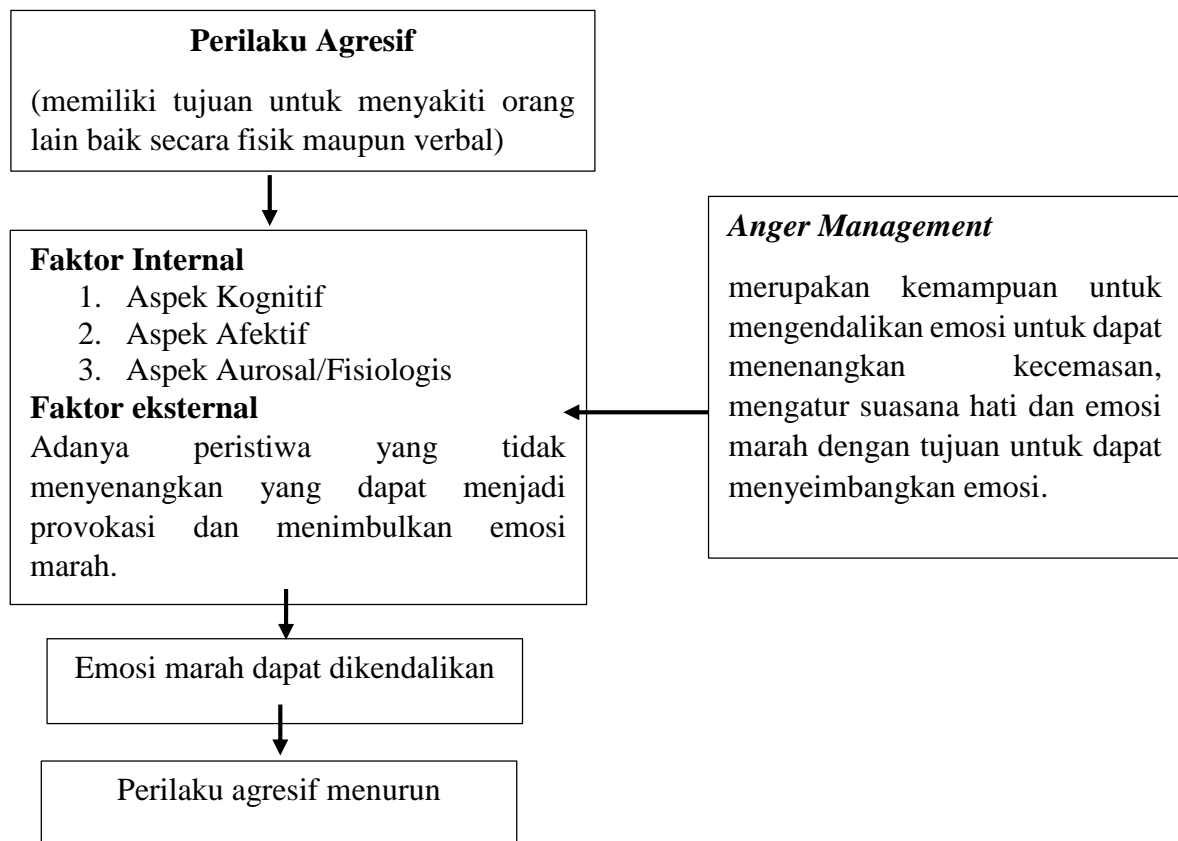 Perilaku Agresif
(memiliki tujuan untuk menyakiti orang
lain baik secara fisik maupun verbal)
Faktor Internal
1. Aspek Kognitif
2. Aspek Afektif
3. Aspek Aurosal/Fisiologis
Faktor eksternal
Adanya peristiwa yang tidak
menyenangkan yang dapat menjadi
provokasi dan menimbulkan emosi
marah.
Anger Management
merupakan kemampuan untuk
mengendalikan emosi untuk dapat
menenangkan kecemasan,
mengatur suasana hati dan emosi
marah dengan tujuan untuk dapat
menyeimbangkan emosi.
Emosi marah dapat dikendalikan
Perilaku agresif menurun